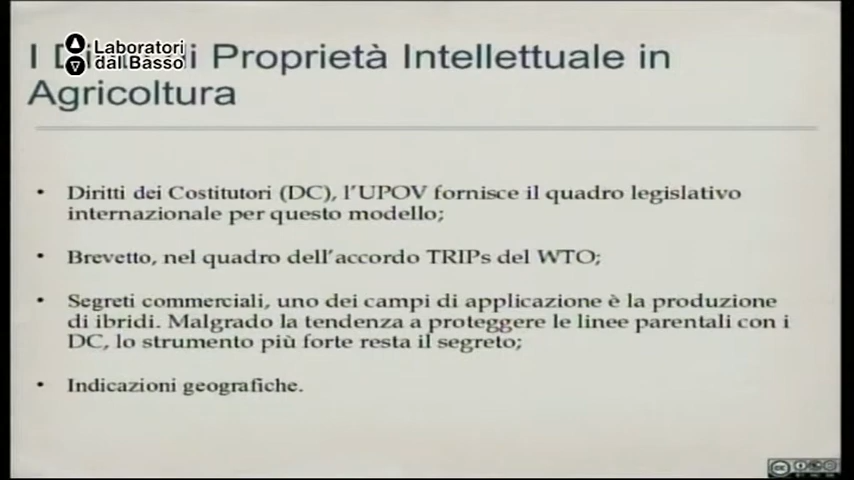 Laboratori
dal Basso
I Di i Proprietà Intellettuale in
Agricoltura
• Diritti dei Costitutori (DC), l'UPOV fornisce il quadro legislativo
internazionale per questo modello;
• Brevetto, nel quadro dell'accordo TRIPs del WTO;
• Segreti commerciali, uno dei campi di applicazione è la produzione
di ibridi. Malgrado la tendenza a proteggere le linee parentali con i
DC, lo strumento più forte resta il segreto;
• Indicazioni geografiche.
cc